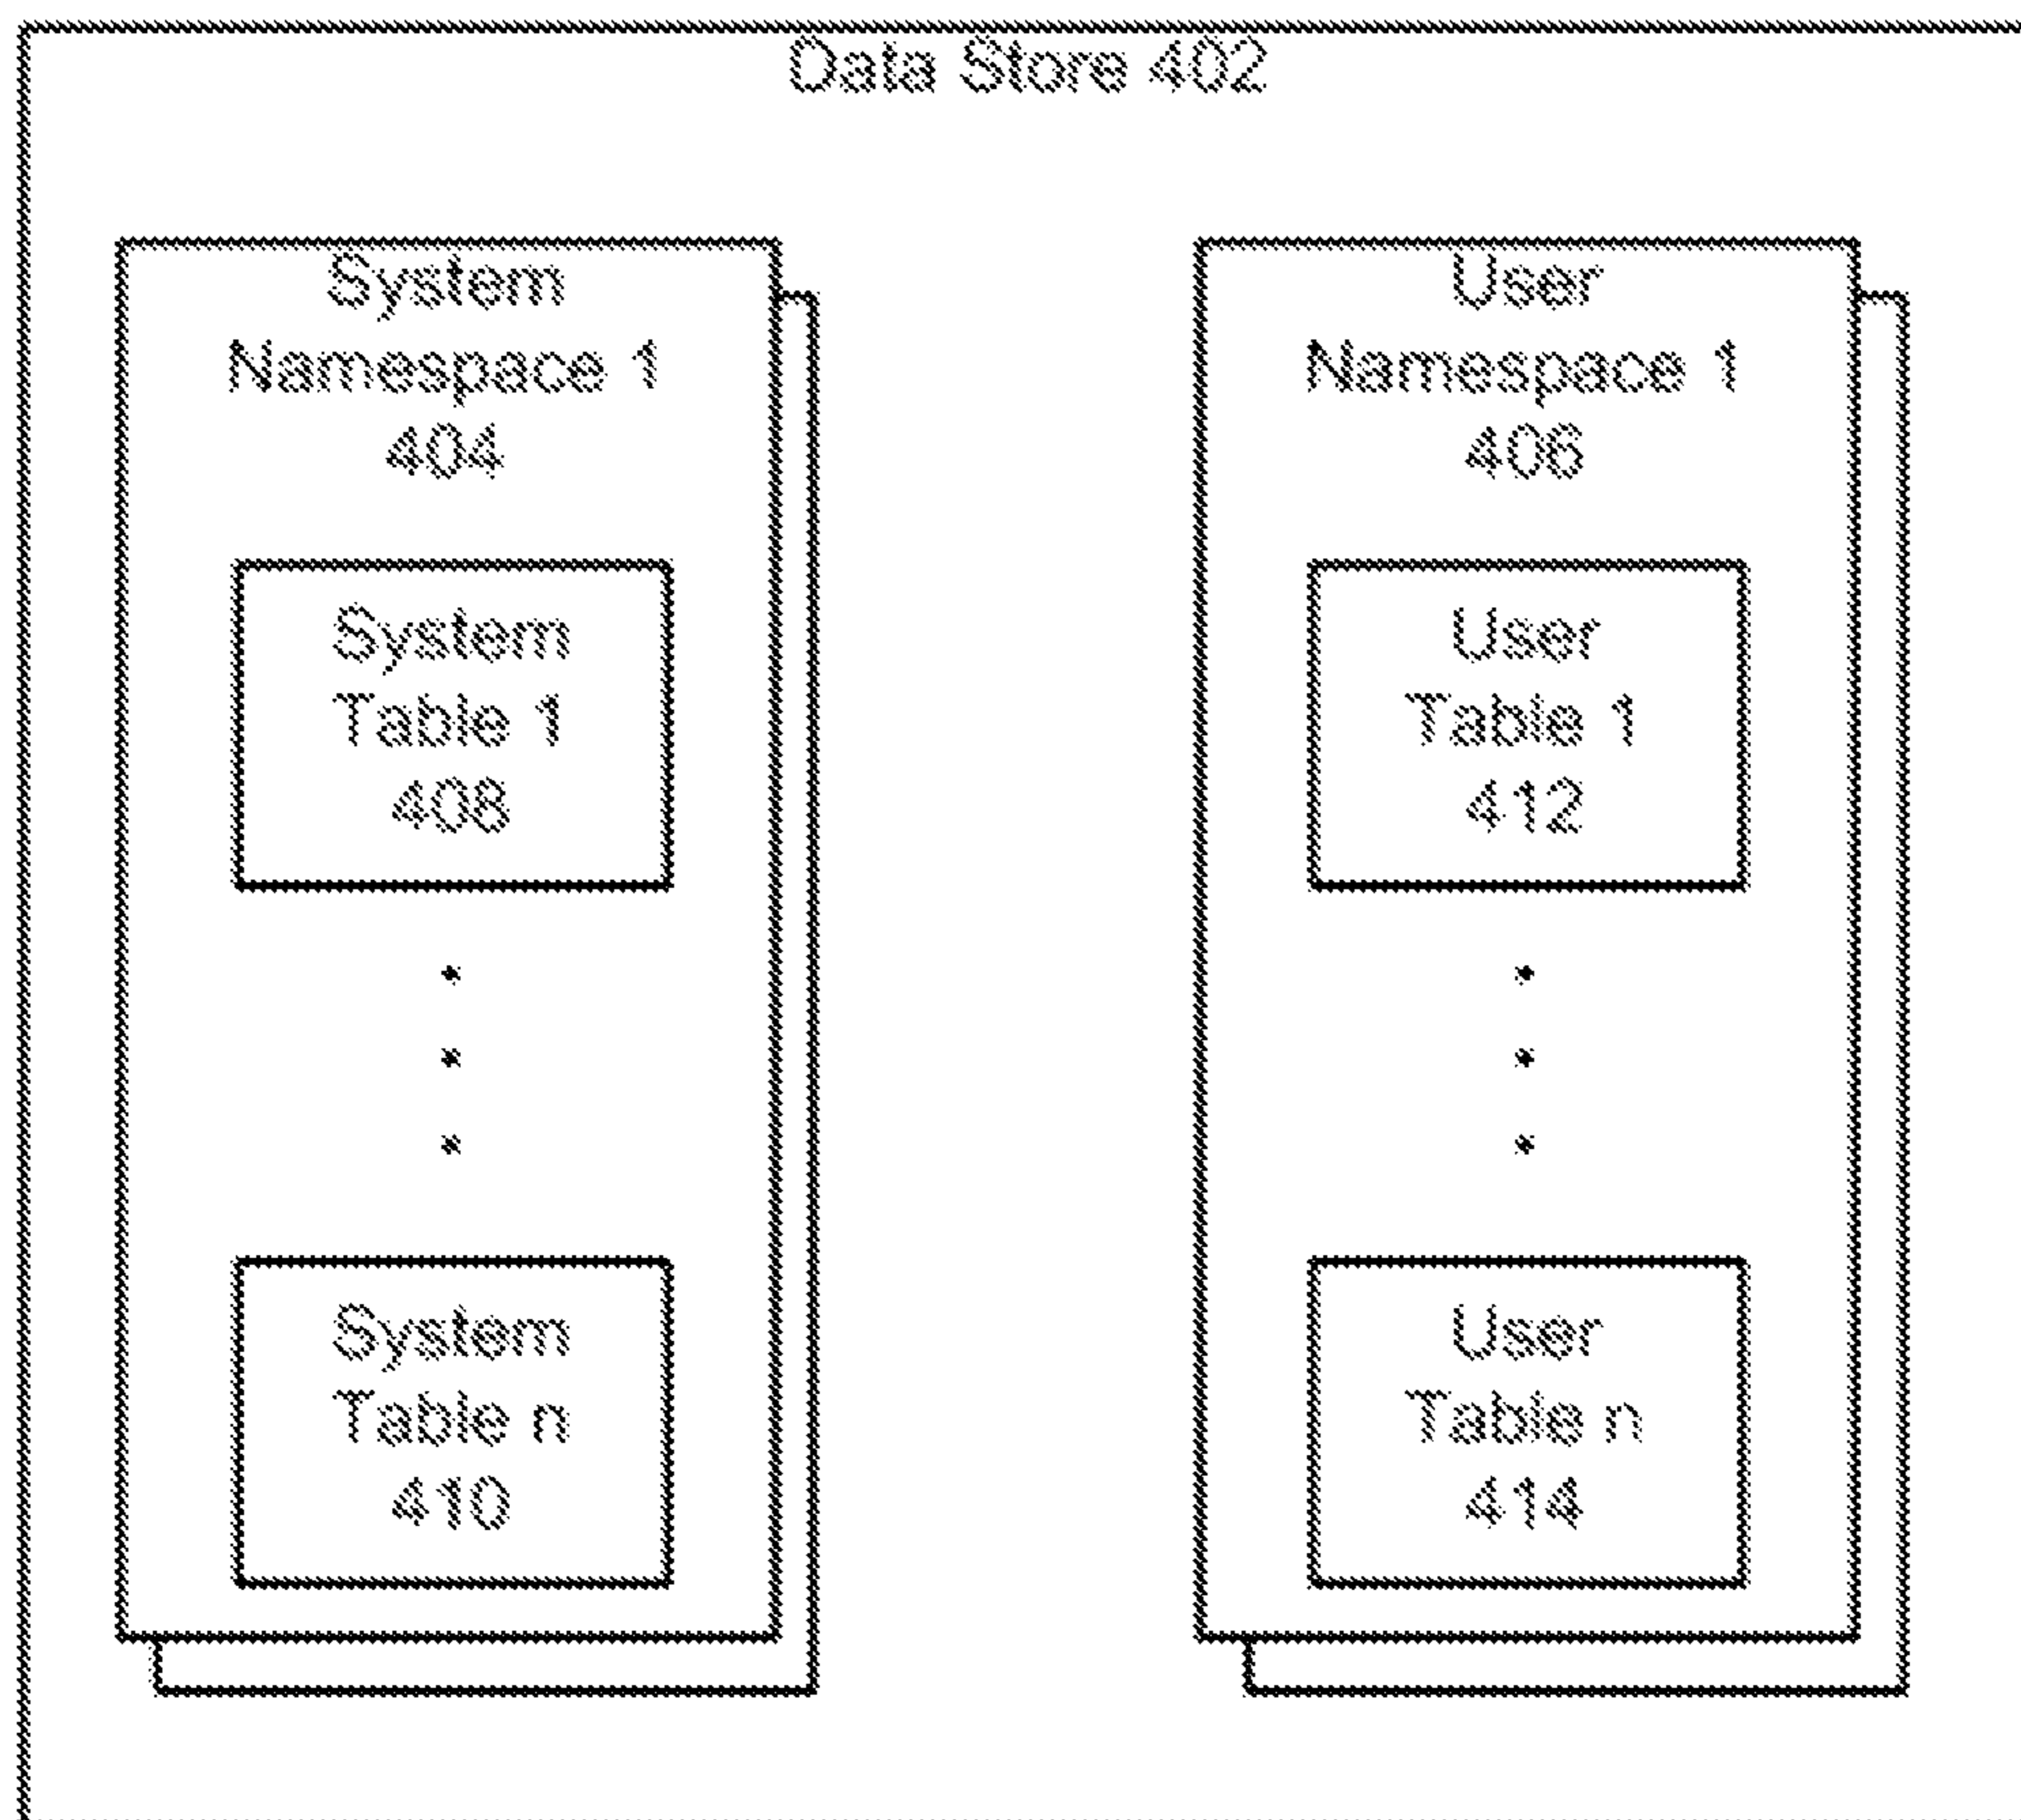 Data Store 402
System
Namespace 1
404
System
Table 1
408
System
Table n
410
User
Namespace 1
406
User
Table 1
412
User
Table n
414